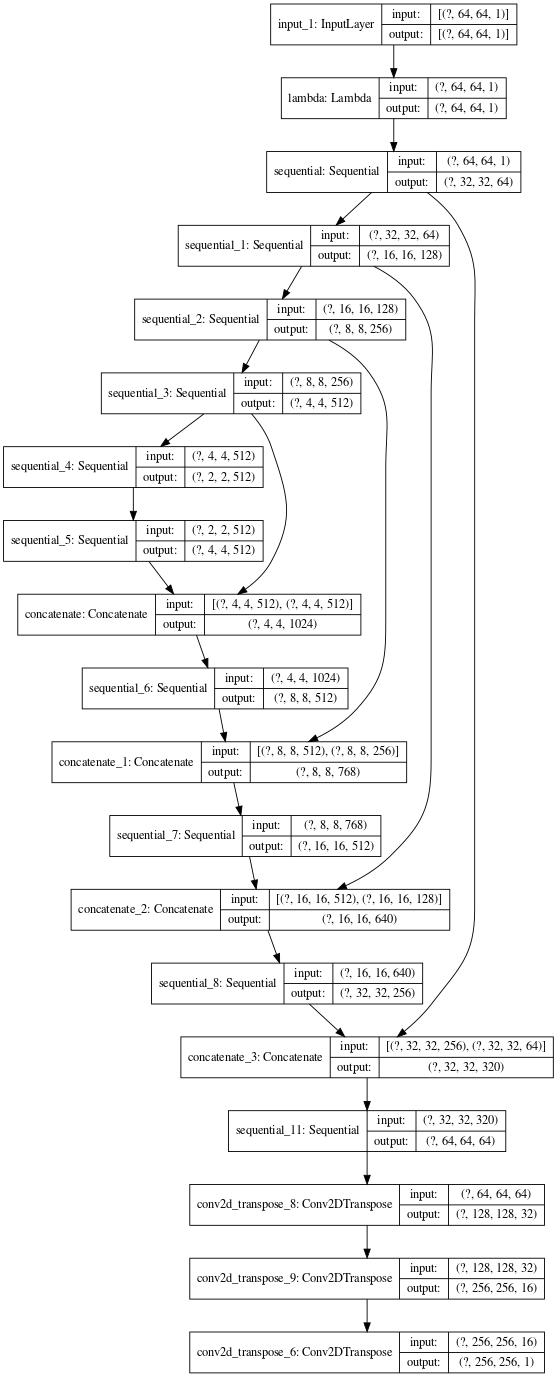 input_1: InputLayer input: [(?, 64, 64, 1)]
output: [(?, 64, 64, 1)]
lambda: Lambda input: (?, 64, 64, 1)
output: (?, 64, 64, 1)
sequential: Sequential input: (?, 64, 64, 1)
output: (?, 32, 32, 64)
sequential_1: Sequential input: (?, 32, 32, 64)
output: (?, 16, 16, 128)
sequential_2: Sequential input: (?, 16, 16, 128)
output: (?, 8, 8, 256)
sequential_3: Sequential input: (?, 8, 8, 256)
output: (?, 4, 4, 512)
sequential_4: Sequential input: (?, 4, 4, 512)
output: (?, 2, 2, 512)
sequential_5: Sequential input: (?, 2, 2, 512)
output: (?, 4, 4, 512)
concatenate: Concatenate input: [(?, 4, 4, 512), (?, 4, 4, 512)]
output: (?, 4, 4, 1024)
sequential_6: Sequential input: (?, 4, 4, 1024)
output: (?, 8, 8, 512)
concatenate_1: Concatenate input: [(?, 8, 8, 512), (?, 8, 8, 256)]
output: (?, 8, 8, 768)
sequential_7: Sequential input: (?, 8, 8, 768)
output: (?, 16, 16, 512)
concatenate_2: Concatenate input: [(?, 16, 16, 512), (?, 16, 16, 128)]
output: (?, 16, 16, 640)
sequential_8: Sequential input: (?, 16, 16, 640)
output: (?, 32, 32, 256)
concatenate_3: Concatenate input: [(?, 32, 32, 256), (?, 32, 32, 64)]
output: (?, 32, 32, 320)
sequential_11: Sequential input: (?, 32, 32, 320)
output: (?, 64, 64, 64)
conv2d_transpose_8: Conv2DTranspose input: (?, 64, 64, 64)
output: (?, 128, 128, 32)
conv2d_transpose_9: Conv2DTranspose input: (?, 128, 128, 32)
output: (?, 256, 256, 16)
conv2d_transpose_6: Conv2DTranspose input: (?, 256, 256, 16)
output: (?, 256, 256, 1)